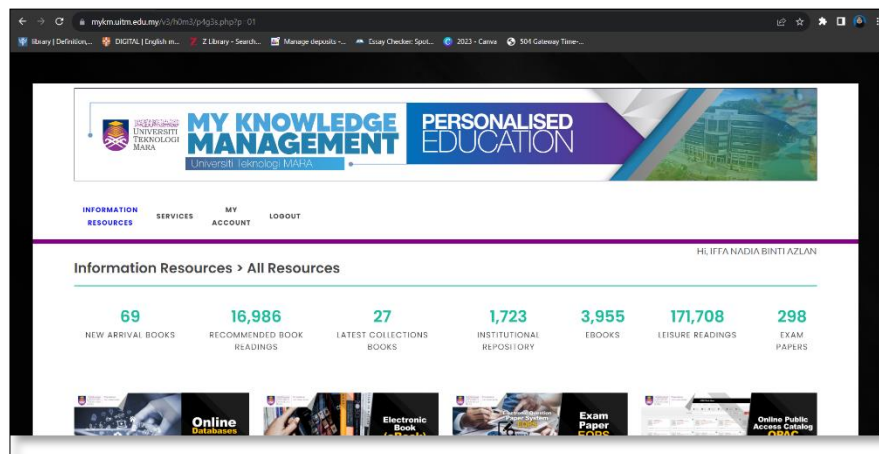 mykm.uitm.edu.my/v3/h0m3/p4g3s.php?p=01
library | Definition,... DIGITAL | English m... Z Library - Search... Manage deposits -... Essay Checker: Spot... 2023 - Canva 504 Gateway Time-...
UNIVERSITI
TEKNOLOGI
MARA
MY KNOWLEDGE
MANAGEMENT
Universiti Teknologi MARA
PERSONALISED
EDUCATION
INFORMATION
RESOURCES
SERVICES
MY
ACCOUNT
LOGOUT
Hi, IFFA NADIA BINTI AZLAN
Information Resources > All Resources
69
NEW ARRIVAL BOOKS
16,986
RECOMMENDED BOOK
READINGS
27
LATEST COLLECTIONS
BOOKS
1,723
INSTITUTIONAL
REPOSITORY
3,955
EBOOKS
171,708
LEISURE READINGS
298
EXAM
PAPERS
Online
Databases
Electronic
Book
(eBook)
Exam
Paper
EQPS
Online Public
Access Catalog
OPAC